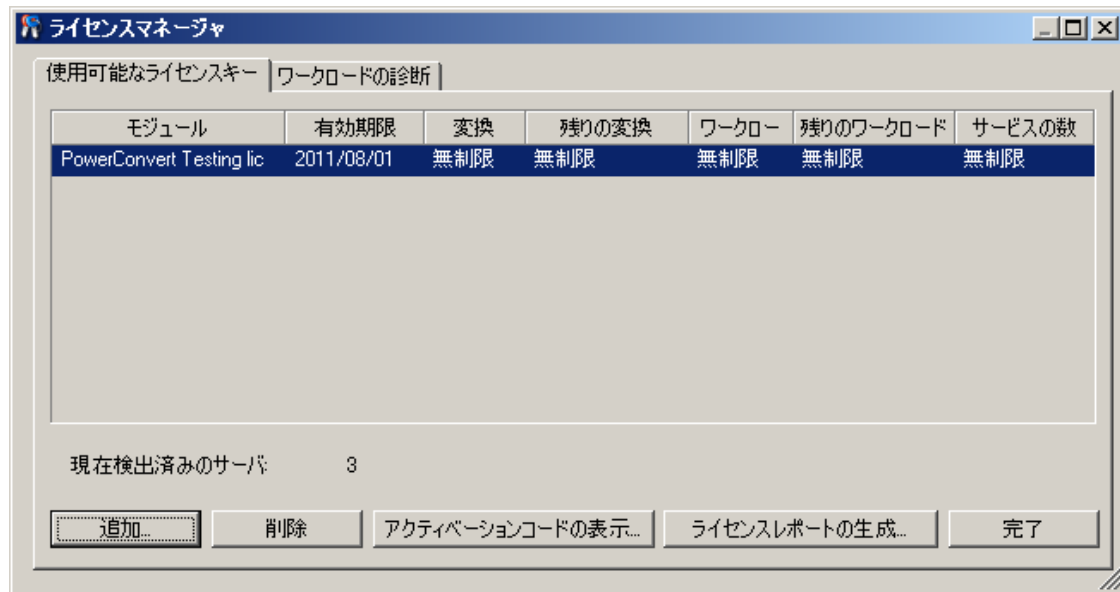 ライセンスマネージャ
使用可能なライセンスキー ワークロードの診断
モジュール 有効期限 変換 残りの変換 ワークロー 残りのワークロード サービスの数
PowerConvert Testing lic 2011/08/01 無制限 無制限 無制限 無制限 無制限
現在検出済みのサーバ: 3
追加... 削除 アクティベーションコードの表示... ライセンスレポートの生成... 完了